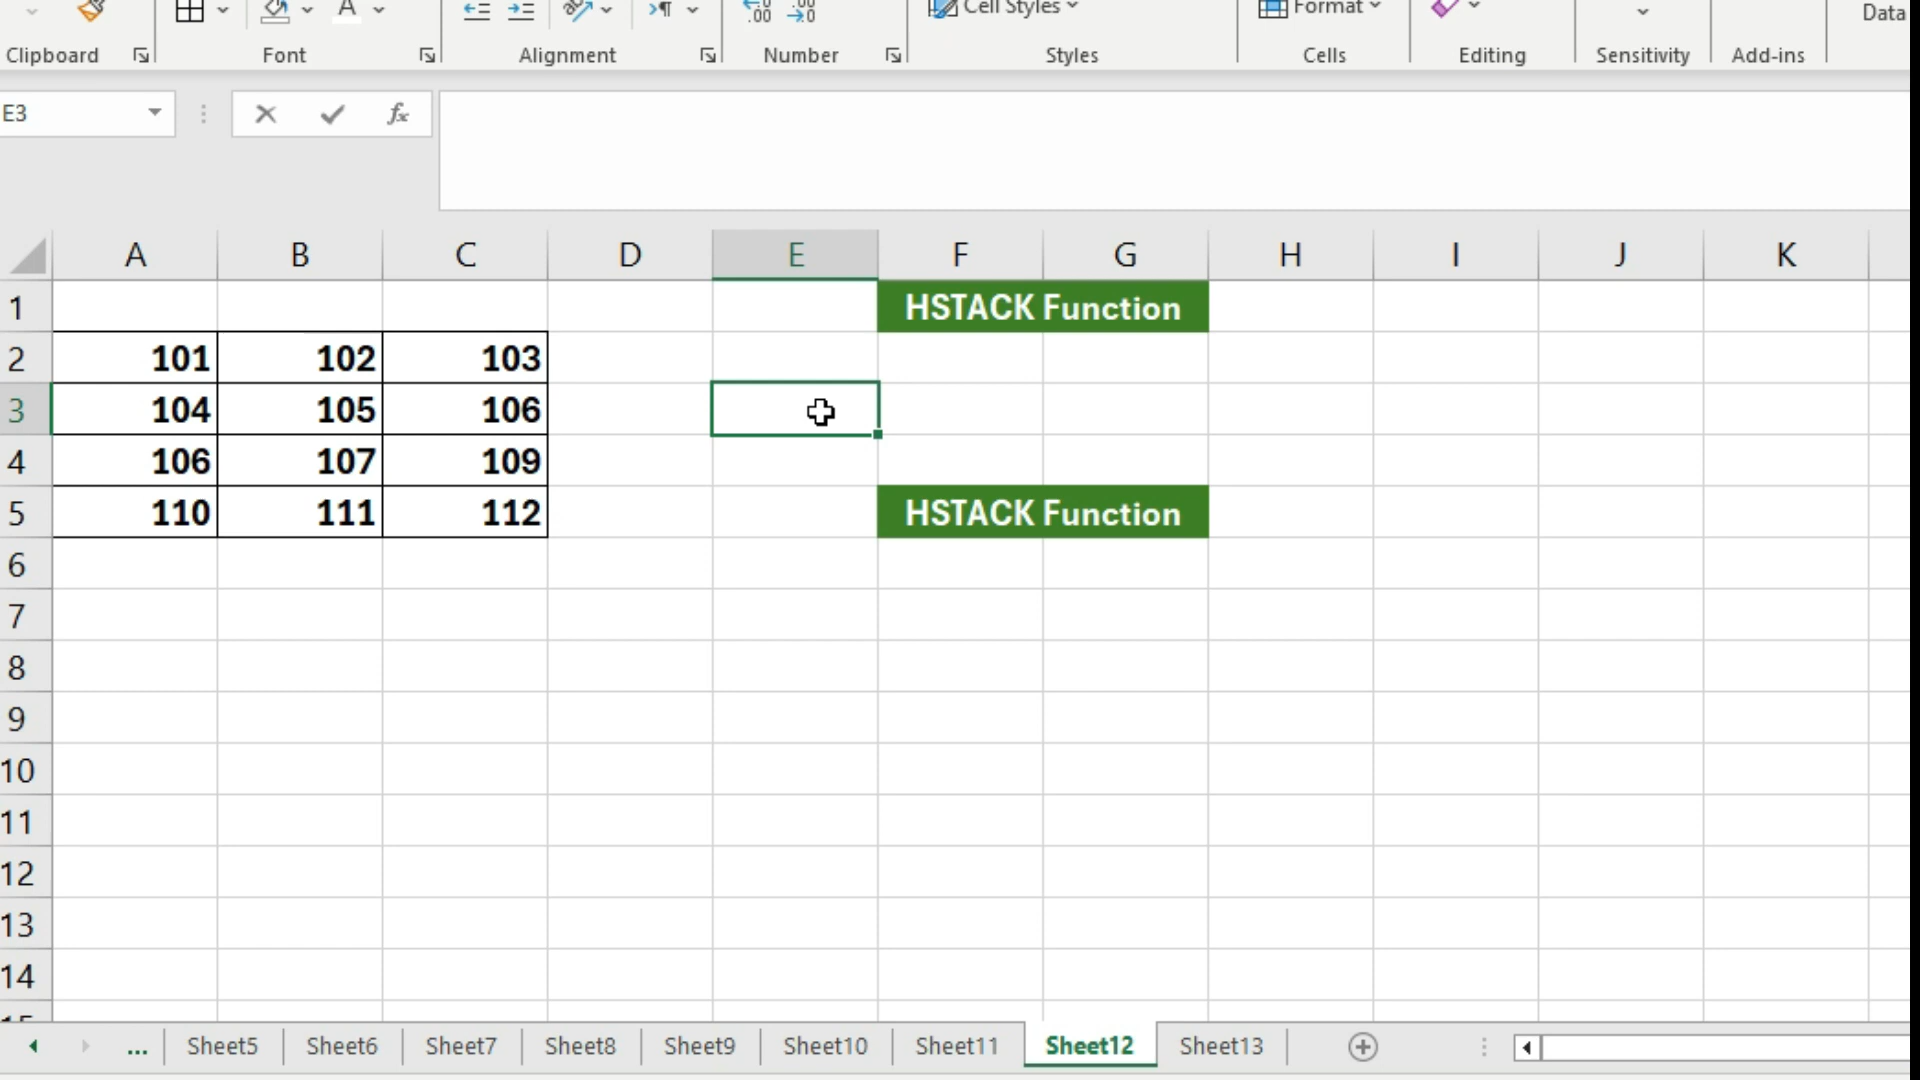 Cell Styles
Format
Data
Clipboard
Font
Alignment
Number
Styles
Cells
Editing
Sensitivity
Add-ins
E3
fx
A B C D E F G H I J K
1 HSTACK Function
2 101 102 103
3 104 105 106
4 106 107 109
5 110 111 112 HSTACK Function
6
7
8
9
10
11
12
13
14
15
... Sheet5 Sheet6 Sheet7 Sheet8 Sheet9 Sheet10 Sheet11 Sheet12 Sheet13